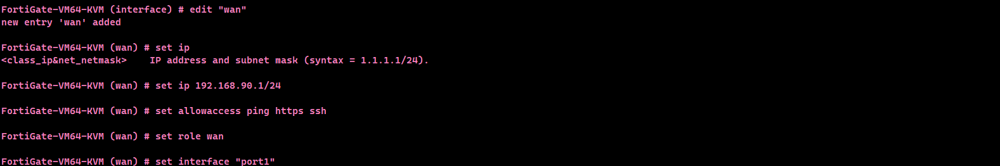 FortiGate-VM64-KVM (interface) # edit "wan"
new entry 'wan' added
FortiGate-VM64-KVM (wan) # set ip
<class_ip&net_netmask>    IP address and subnet mask (syntax = 1.1.1.1/24).
FortiGate-VM64-KVM (wan) # set ip 192.168.90.1/24
FortiGate-VM64-KVM (wan) # set allowaccess ping https ssh
FortiGate-VM64-KVM (wan) # set role wan
FortiGate-VM64-KVM (wan) # set interface "port1"